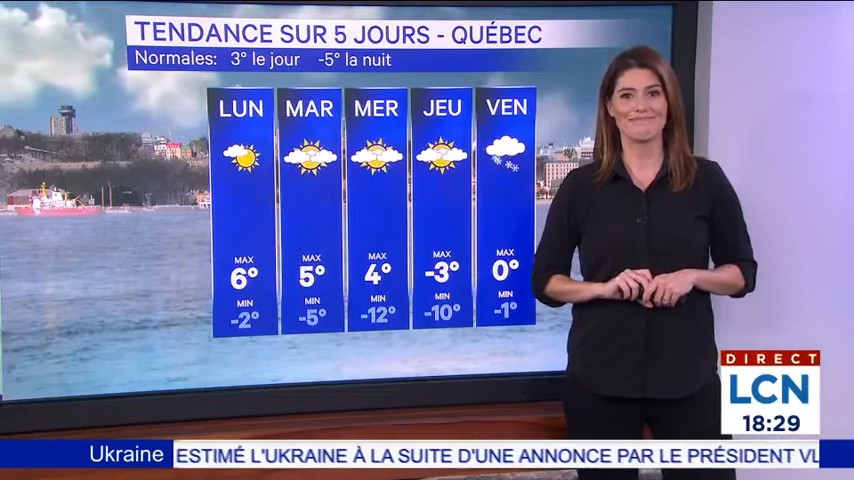 TENDANCE SUR 5 JOURS - QUÉBEC
Normales: 3° le jour -5° la nuit
LUN MAR MER JEU VEN
MAX MAX MAX MAX MAX
6° 5° 4° -3° 0°
MIN MIN MIN MIN MIN
-2° -5° -12° -10° -1°
DIRECT
LCN
18:29
Ukraine ESTIMÉ L'UKRAINE À LA SUITE D'UNE ANNONCE PAR LE PRÉSIDENT VL